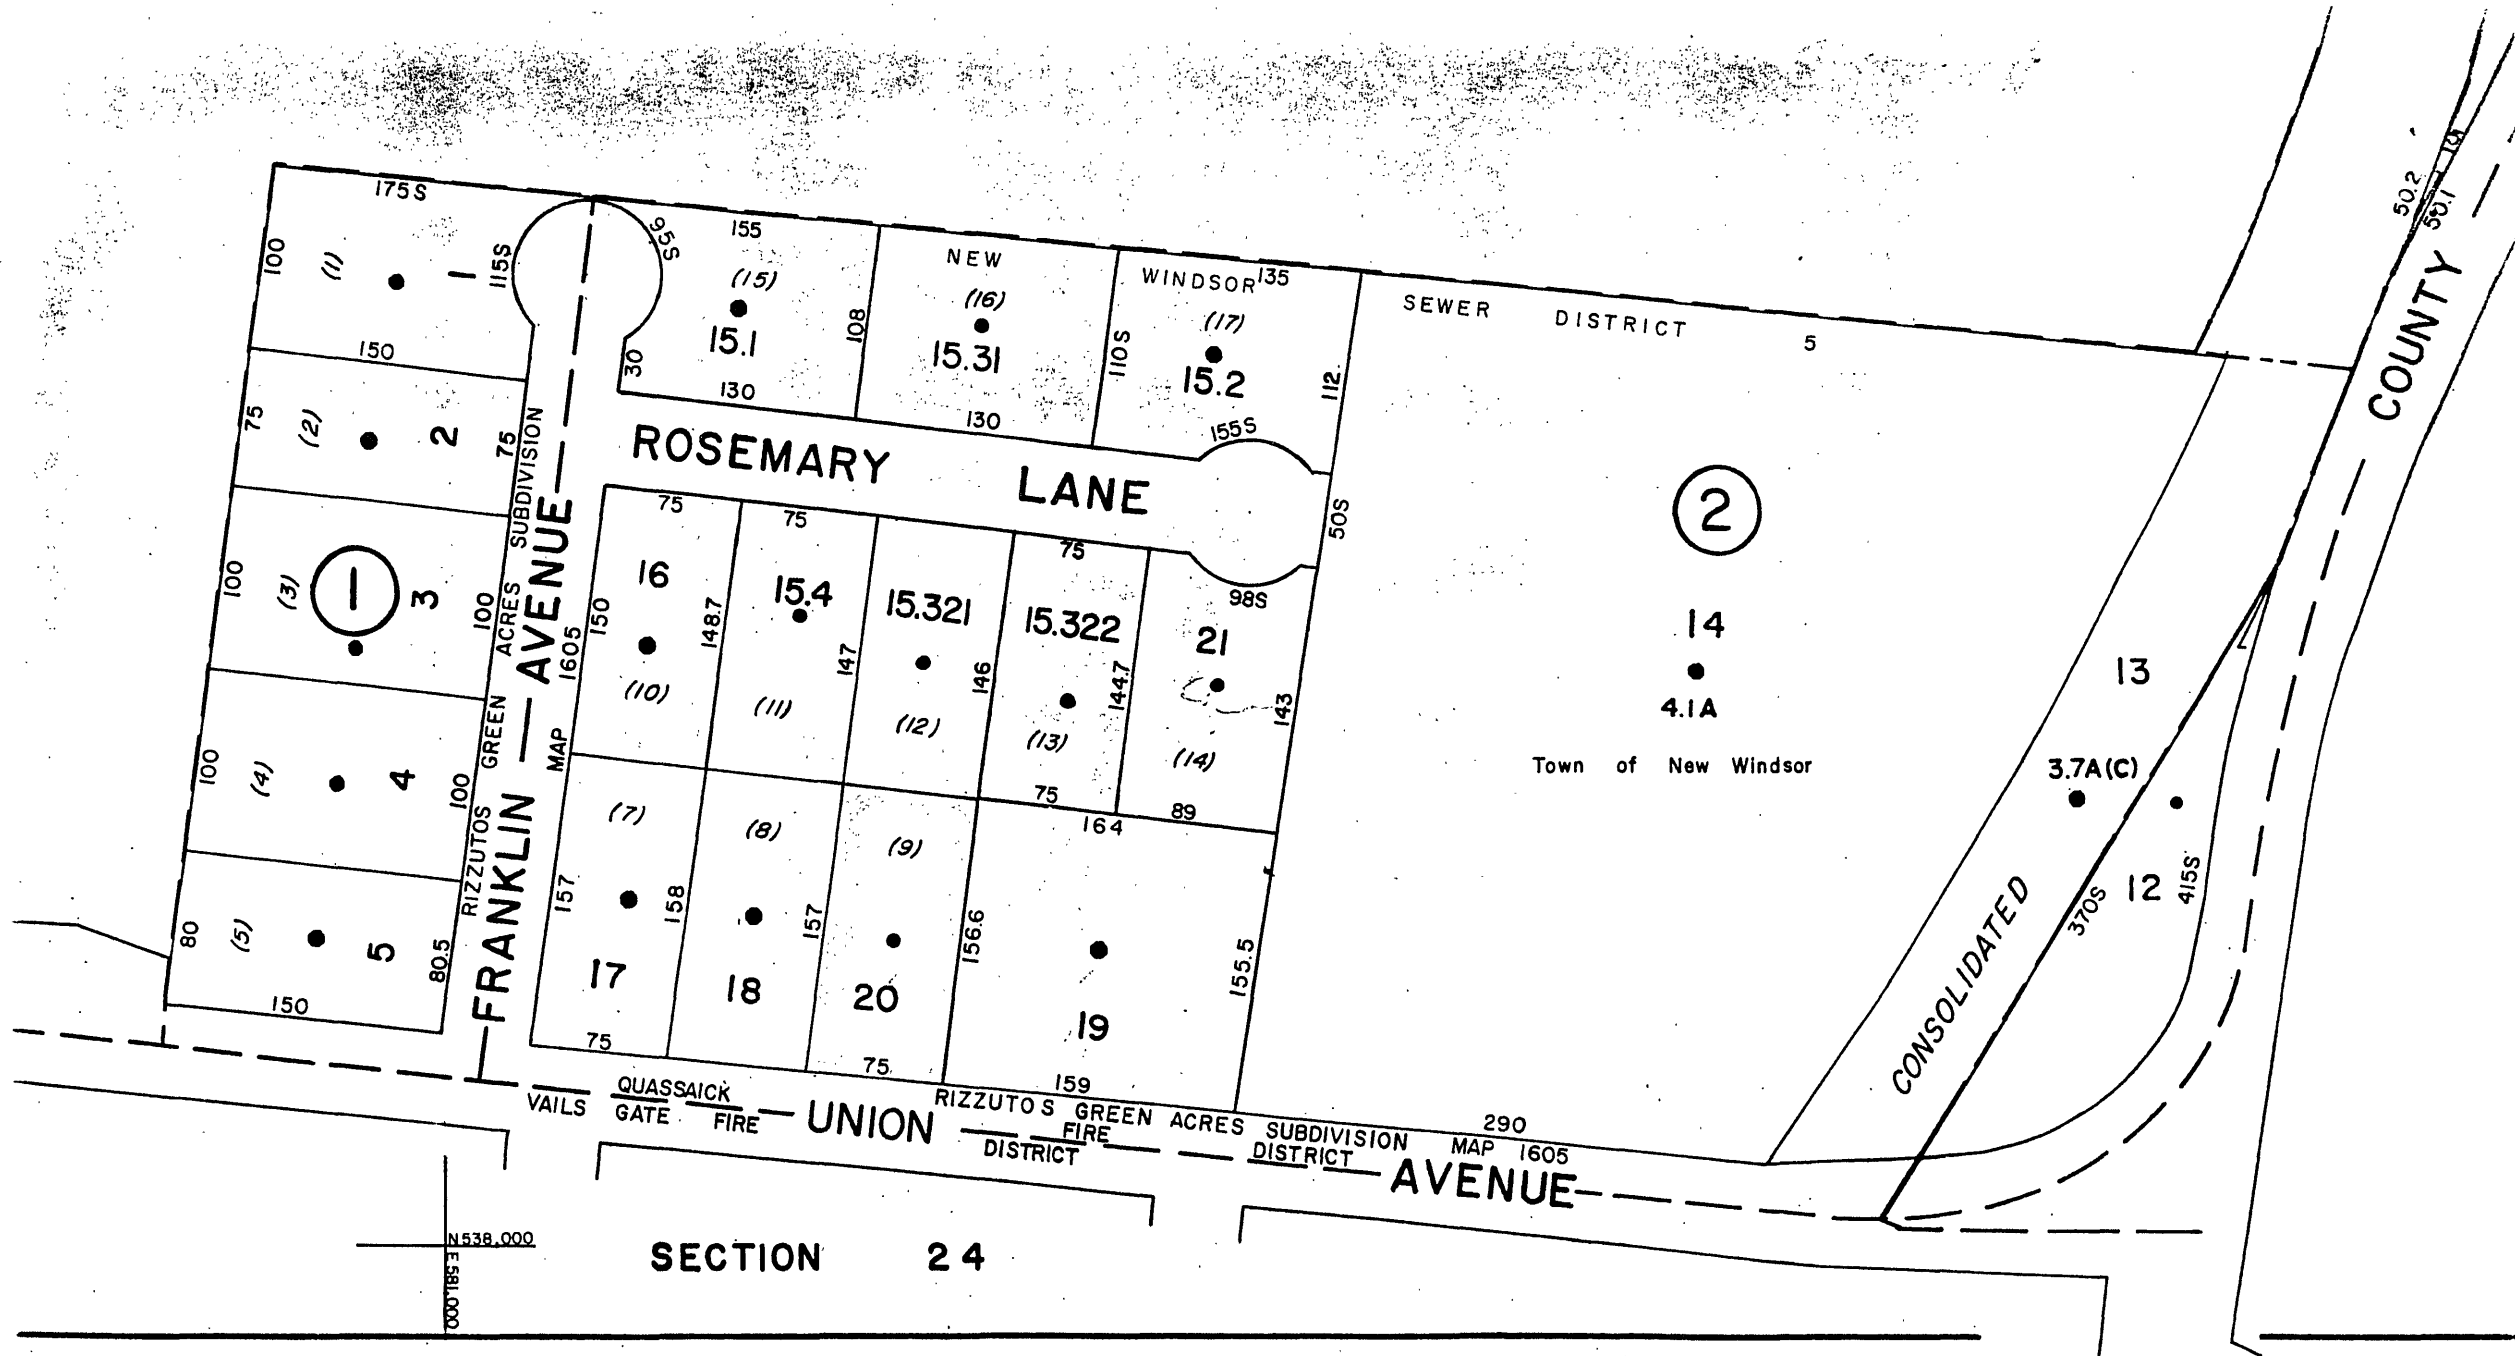 175S
100
(1)
1
115S
95S
155
(15)
15.1
108
30
130
NEW
(16)
15.31
130
110S
WINDSOR
135
(17)
15.2
112.
155S
SEWER DISTRICT 5
50.2
50.1
COUNTY
150
75
(2)
2
75
ROSEMARY LANE
50S
2
100
(3)
1
3
100
75
16
150
148.7
(10)
75
15.4
147
(11)
15.321
146
(12)
75
15.322
144.7
(13)
75
98S
21
143
(14)
89
14
4.1A
Town of New Windsor
13
3.7A(C)
12
370S
415S
CONSOLIDATED
100
(4)
4
100
80
(5)
5
80.5
150
RIZZUTOS GREEN ACRES SUBDIVISION
MAP 1605
FRANKLIN AVENUE
(7)
157
17
75
158
(8)
18
157
(9)
20
75
156.6
164
19
155.5
159
290
QUASSAICK FIRE DISTRICT
VAILS GATE FIRE DISTRICT
UNION AVENUE
RIZZUTOS GREEN ACRES SUBDIVISION MAP 1605
N538,000
E581,000
SECTION 24